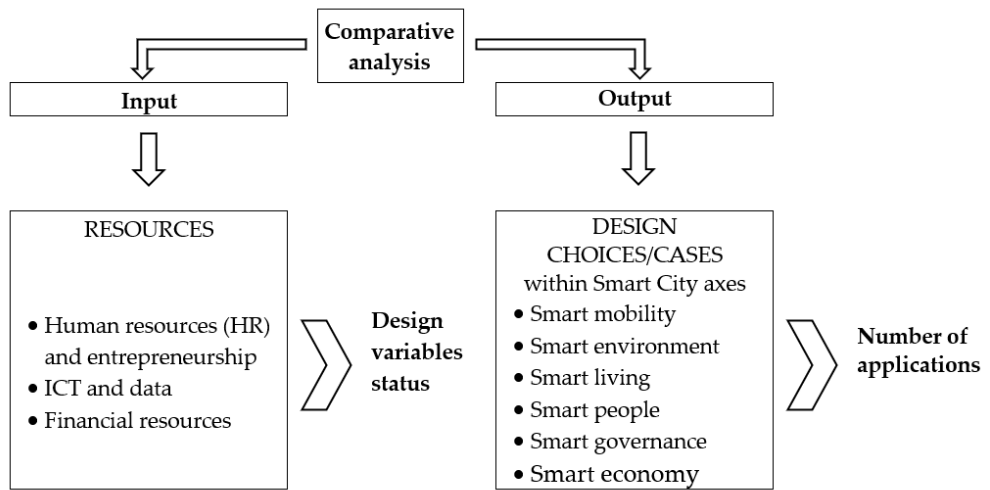 Comparative
analysis
Input
Output
RESOURCES
• Human resources (HR)
and entrepreneurship
• ICT and data
• Financial resources
Design
variables
status
DESIGN
CHOICES/CASES
within Smart City axes
• Smart mobility
• Smart environment
• Smart living
• Smart people
• Smart governance
• Smart economy
Number of
applications